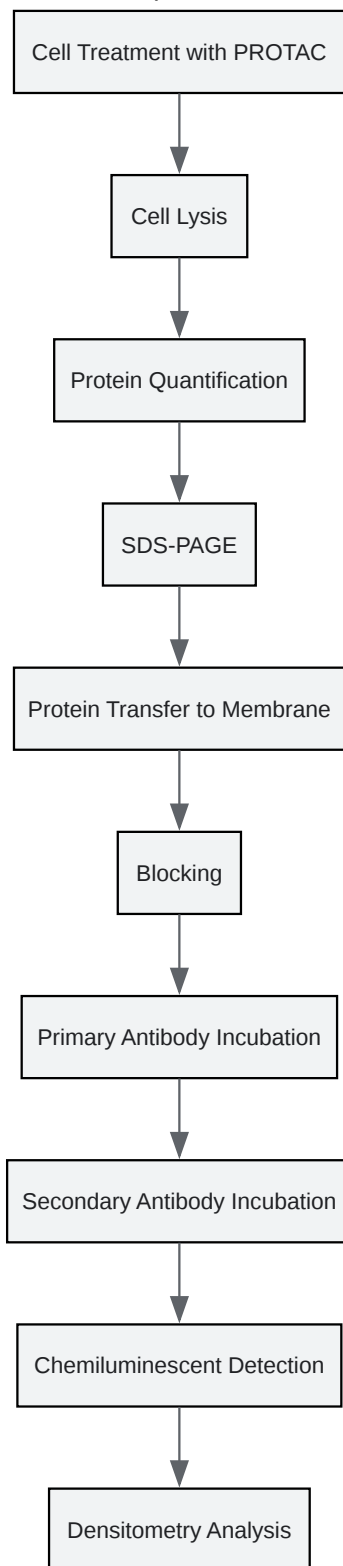 Cell Treatment with PROTAC
Cell Lysis
Protein Quantification
SDS-PAGE
Protein Transfer to Membrane
Blocking
Primary Antibody Incubation
Secondary Antibody Incubation
Chemiluminescent Detection
Densitometry Analysis